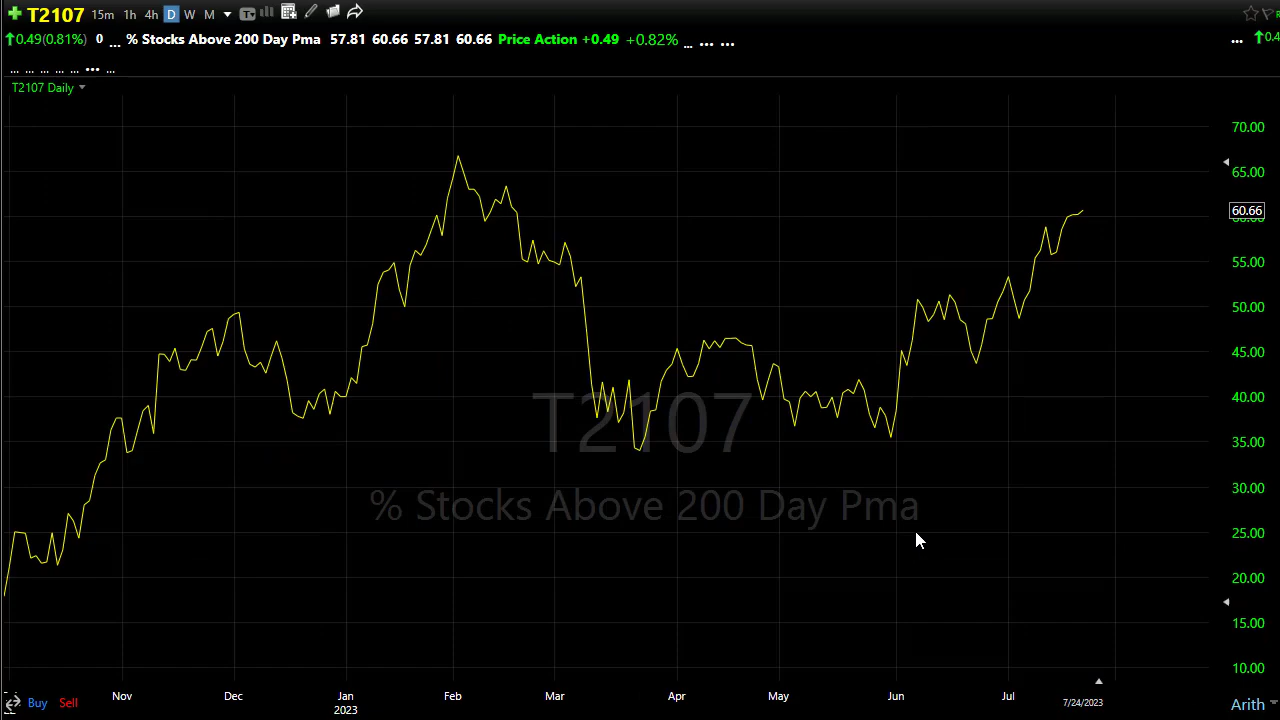 T2107 15m 1h 4h D W M
0.49(0.81%) 0 ... % Stocks Above 200 Day Pma 57.81 60.66 57.81 60.66 Price Action +0.49 +0.82% ... ... ... ... 0.4
... ... ... ... ... ... ...
T2107 Daily
70.00
65.00
60.66
55.00
50.00
45.00
40.00
35.00
30.00
25.00
20.00
15.00
10.00
T2107
% Stocks Above 200 Day Pma
Nov Dec Jan Feb Mar Apr May Jun Jul
2023 7/24/2023
Buy Sell Arith